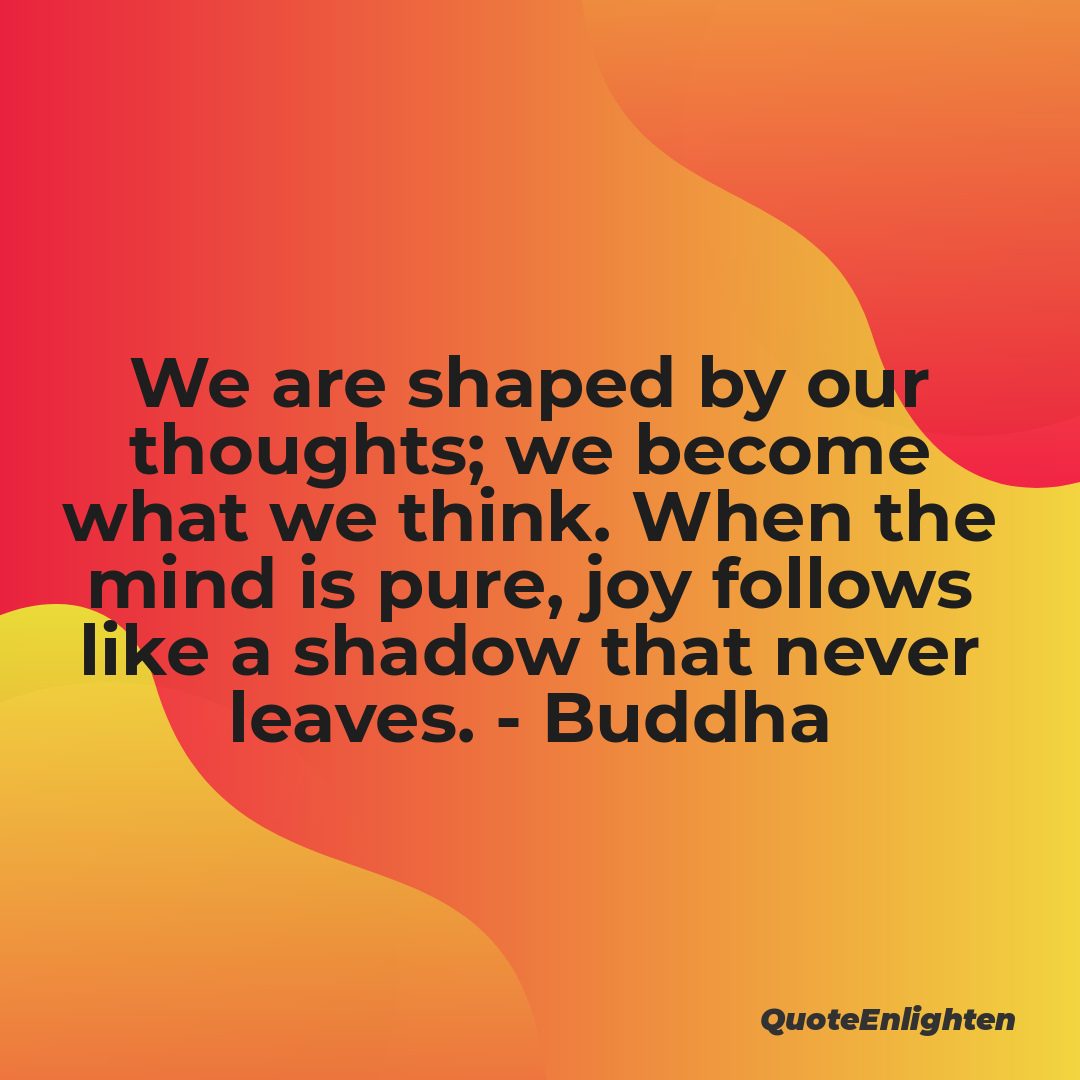 We are shaped by our
thoughts; we become
what we think. When the
mind is pure, joy follows
like a shadow that never
leaves. - Buddha
QuoteEnlighten